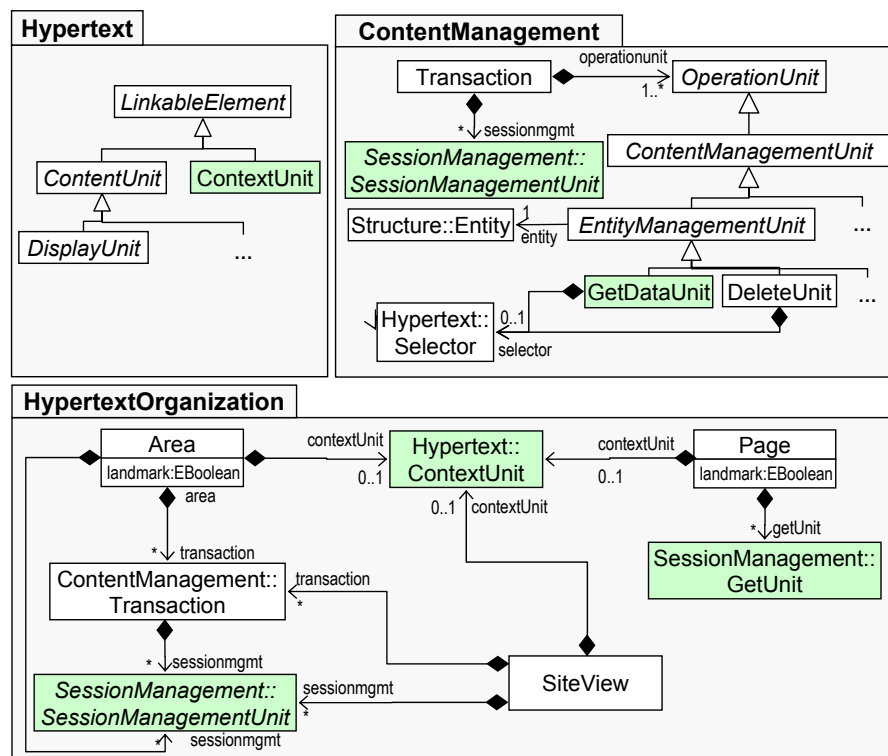 Hypertext
LinkableElement
ContentUnit
ContextUnit
DisplayUnit
...
ContentManagement
Transaction
operationunit
1..*
OperationUnit
* sessionmgmt
SessionManagement::
SessionManagementUnit
ContentManagementUnit
Structure::Entity
1
entity
EntityManagementUnit
...
GetDataUnit
DeleteUnit
...
Hypertext::
Selector
0..1
selector
HypertextOrganization
Area
landmark:EBoolean
area
contextUnit
0..1
Hypertext::
ContextUnit
contextUnit
0..1
Page
landmark:EBoolean
0..1 contextUnit
* getUnit
SessionManagement::
GetUnit
* transaction
ContentManagement::
Transaction
transaction
*
* sessionmgmt
SessionManagement::
SessionManagementUnit
sessionmgmt
*
SiteView
* sessionmgmt